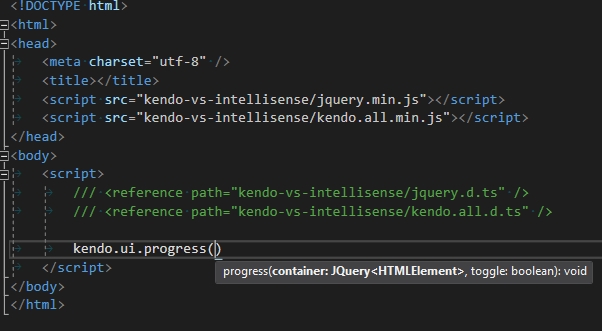 <!DOCTYPE html>
<html>
<head>
<meta charset="utf-8" />
<title></title>
<script src="kendo-vs-intellisense/jquery.min.js"></script>
<script src="kendo-vs-intellisense/kendo.all.min.js"></script>
</head>
<body>
<script>
/// <reference path="kendo-vs-intellisense/jquery.d.ts" />
/// <reference path="kendo-vs-intellisense/kendo.all.d.ts" />
kendo.ui.progress()
progress(container: JQuery<HTMLElement>, toggle: boolean): void
</script>
</body>
</html>